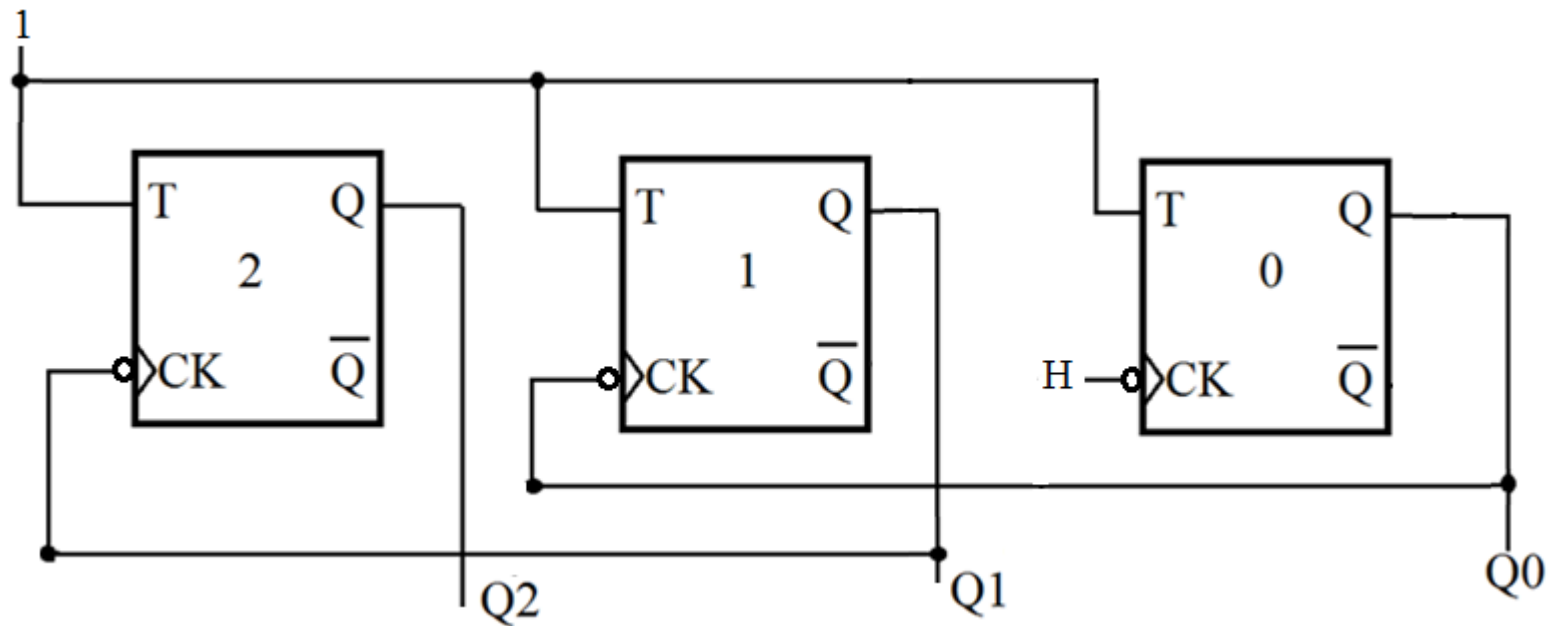 1
T Q T Q T Q
2 1 0
CK Q̅ CK Q̅ H CK Q̅
Q2 Q1 Q0